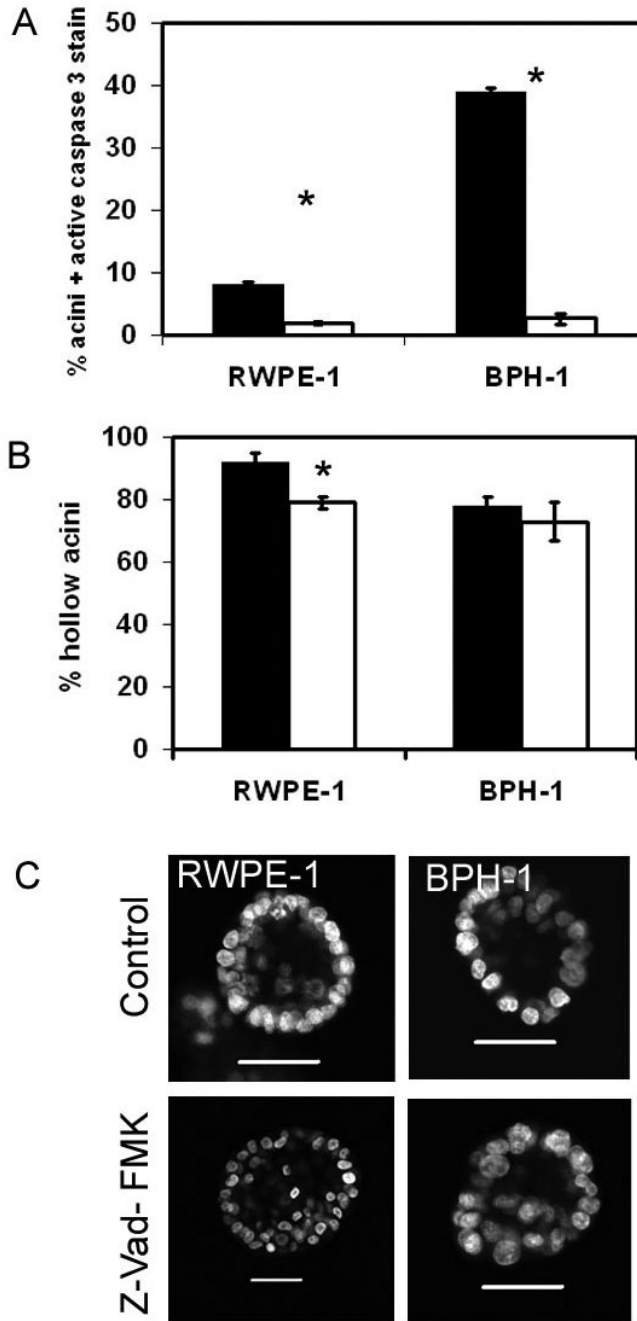 A
% acini + active caspase 3 stain
50
40
30
20
10
0
*
*
RWPE-1
BPH-1
B
% hollow acini
100
80
60
40
20
0
*
RWPE-1
BPH-1
C
RWPE-1
BPH-1
Control
Z-Vad- FMK